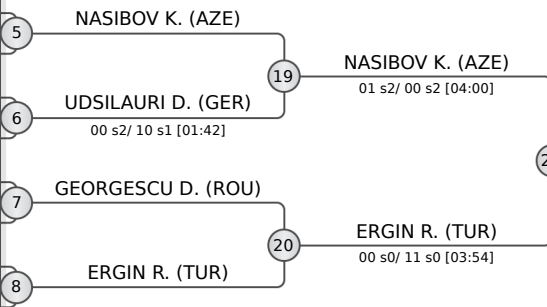 5
NASIBOV K. (AZE)
19
NASIBOV K. (AZE)
01 s2/ 00 s2 [04:00]
6
UDSILAURI D. (GER)
00 s2/ 10 s1 [01:42]
7
GEORGESCU D. (ROU)
20
ERGIN R. (TUR)
00 s0/ 11 s0 [03:54]
8
ERGIN R. (TUR)